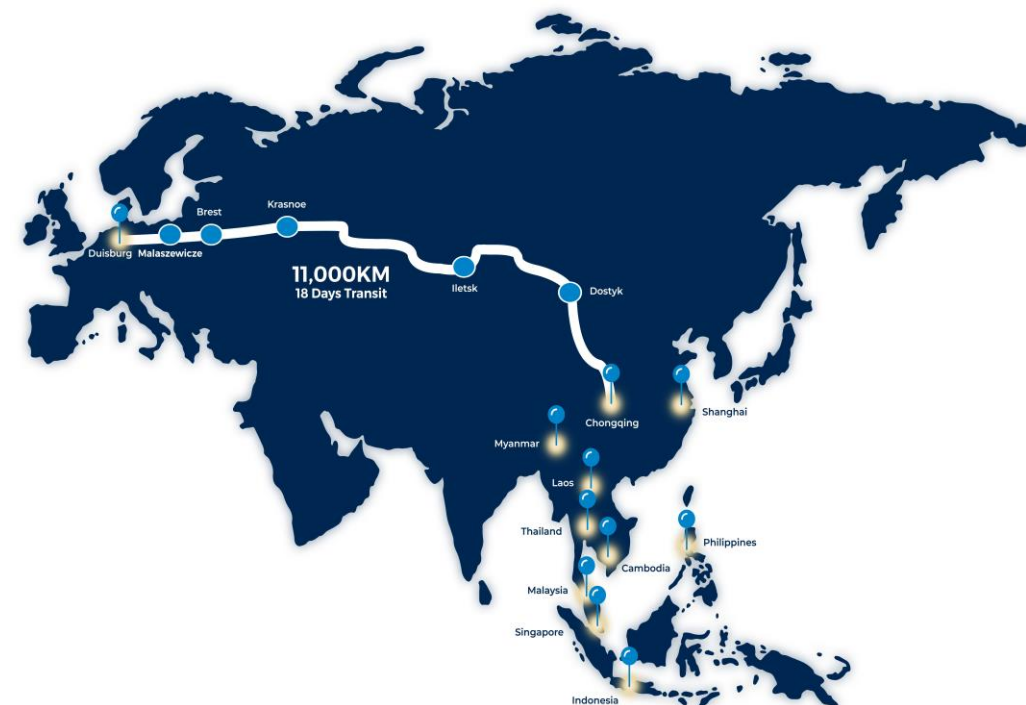 Brest
Krasnoe
Duisburg
Malaszewicze
11,000KM
18 Days Transit
Iletsk
Dostyk
Chongqing
Shanghai
Myanmar
Laos
Thailand
Philippines
Cambodia
Malaysia
Singapore
Indonesia